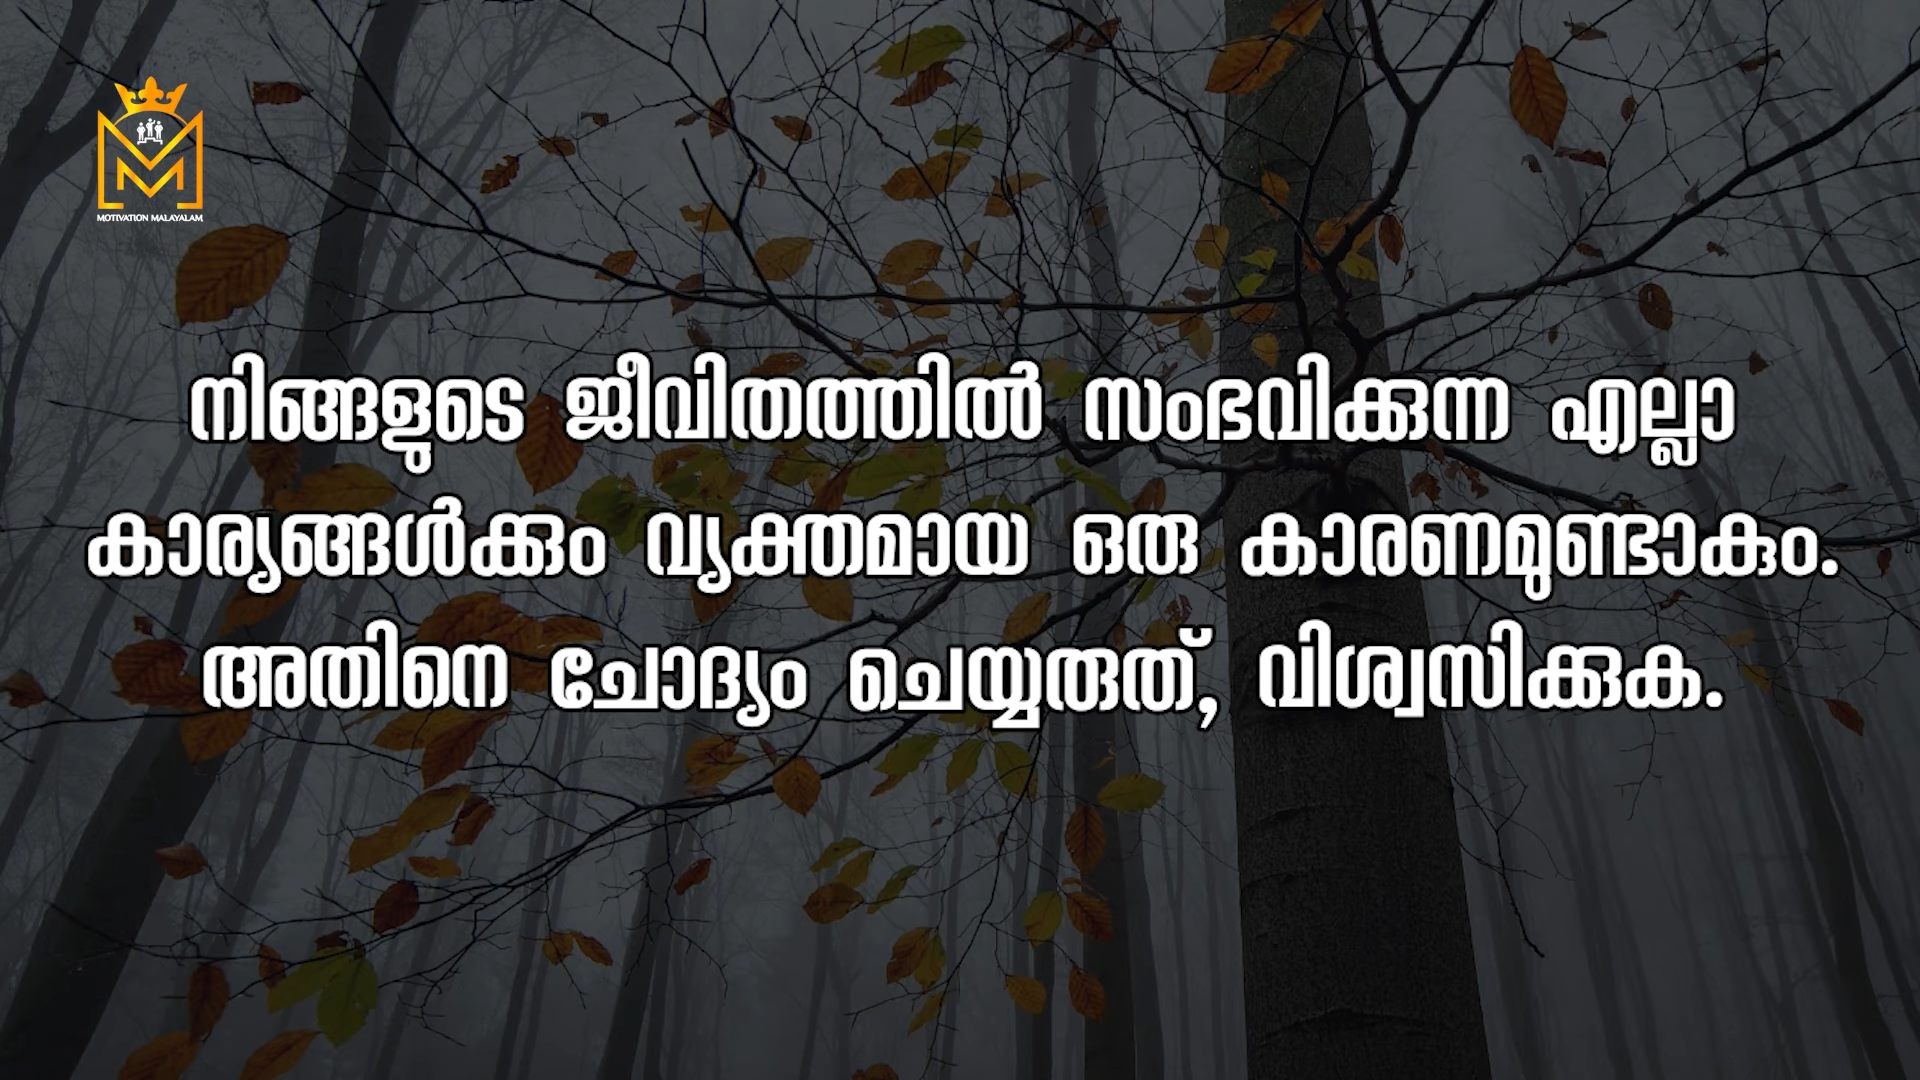 MOTIVATION MALAYALAM
നിങ്ങളുടെ ജീവിതത്തിൽ സംഭവിക്കുന്ന എല്ലാ
കാര്യങ്ങൾക്കും വ്യക്തമായ ഒരു കാരണമുണ്ടാകും.
അതിനെ ചോദ്യം ചെയ്യരുത്, വിശ്വസിക്കുക.